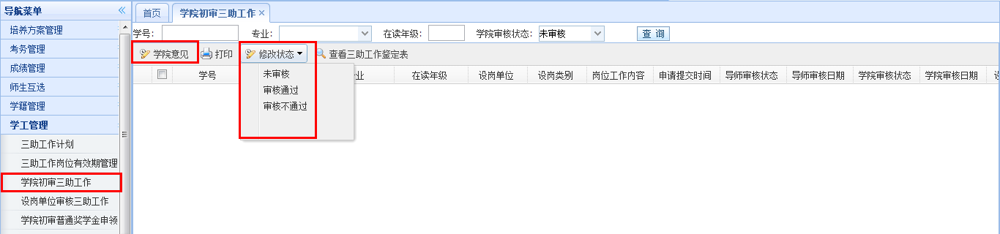 导航菜单
培养方案管理
考务管理
成绩管理
师生互选
学籍管理
学工管理
三助工作计划
三助工作岗位有效期管理
学院初审三助工作
设岗单位审核三助工作
学院初审普通奖学金申领
首页 学院初审三助工作
学号： 专业： 在读年级： 学院审核状态： 未审核 查 询
学院意见 打印 修改状态 查看三助工作鉴定表
学号 业 在读年级 设岗单位 设岗类别 岗位工作内容 申请提交时间 导师审核状态 导师审核日期 学院审核状态 学院审核日期
未审核
审核通过
审核不通过